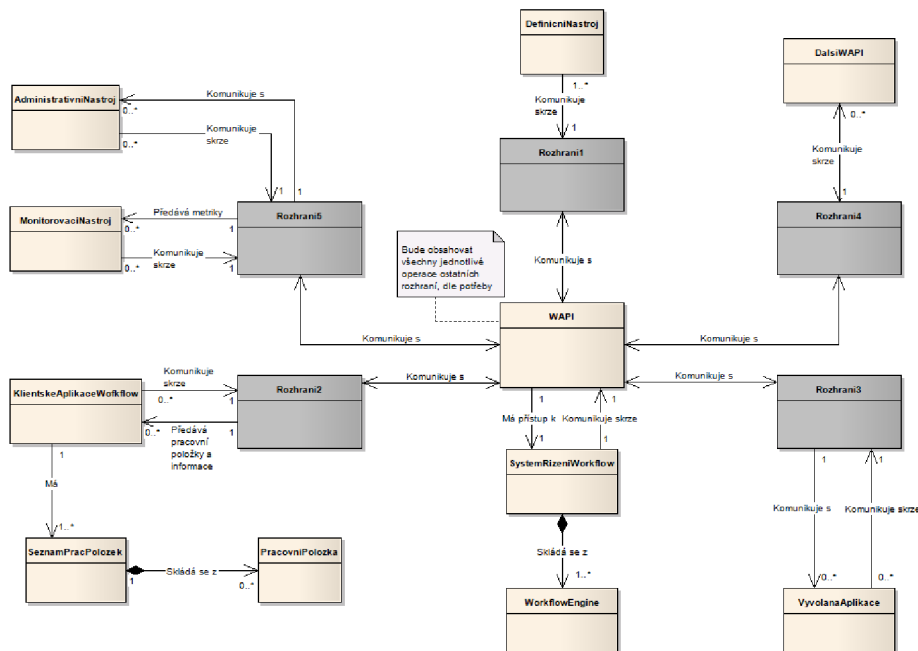 DefinicniNastroj
DalsiWAPI
AdministrativniNastroj
Komunikuje s
0..*
1
Komunikuje
skrze
0..*
1
1..*
Komunikuje
skrze
1
Rozhrani1
0..*
Komunikuje
skrze
1
Rozhrani4
MonitorovaciNastroj
Předává metriky
0..*
1
Komunikuje
skrze
0..*
1
Rozhrani5
Bude obsahovat
všechny jednotlivé
operace ostatních
rozhraní, dle potřeby
Komunikuje s
WAPI
Komunikuje s
Komunikuje s
KlientskeAplikaceWofkflow
Komunikuje
skrze
0..*
1
Rozhrani2
Komunikuje s
Komunikuje s
Rozhrani3
0..*
1
Předává
pracovní
položky a
informace
1
Má přístup k
1
1
Komunikuje skrze
1
SystemRizeniWorkflow
1
Má
1..*
1
Komunikuje s
0..*
1
Komunikuje skrze
0..*
SeznamPracPolozek
1
Skládá se z
0..*
PracovniPolozka
Skládá se z
1..*
WorkflowEngine
VyvolanaAplikace